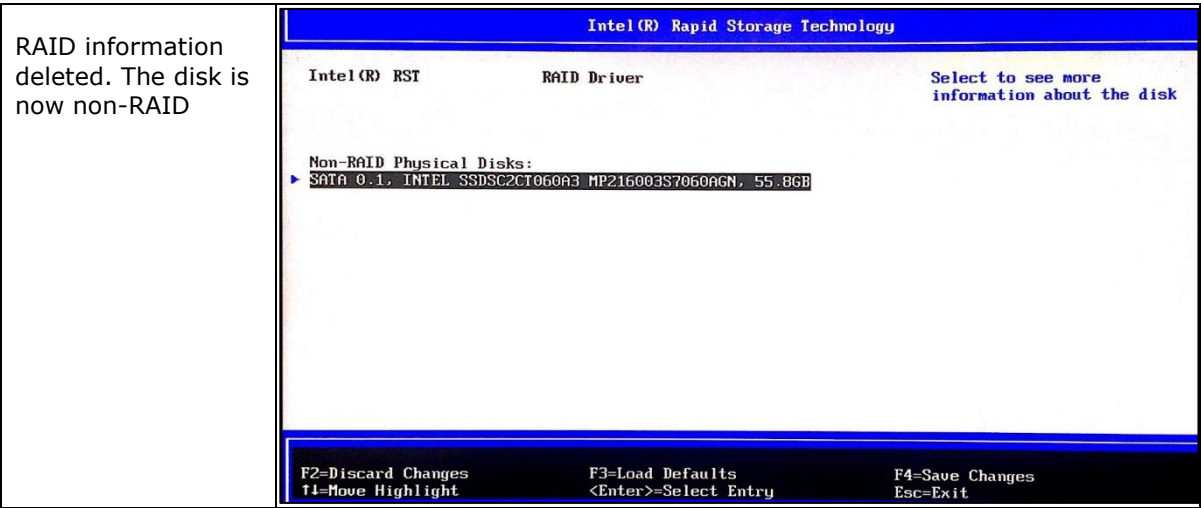 RAID information
deleted. The disk is
now non-RAID
Intel(R) Rapid Storage Technology
Intel(R) RST RAID Driver
Select to see more
information about the disk
Non-RAID Physical Disks:
SATA 0.1, INTEL SSDSC2CT060A3 MP216003S7060AGN, 55.8GB
F2=Discard Changes F3=Load Defaults F4=Save Changes
↑↓=Move Highlight <Enter>=Select Entry Esc=Exit